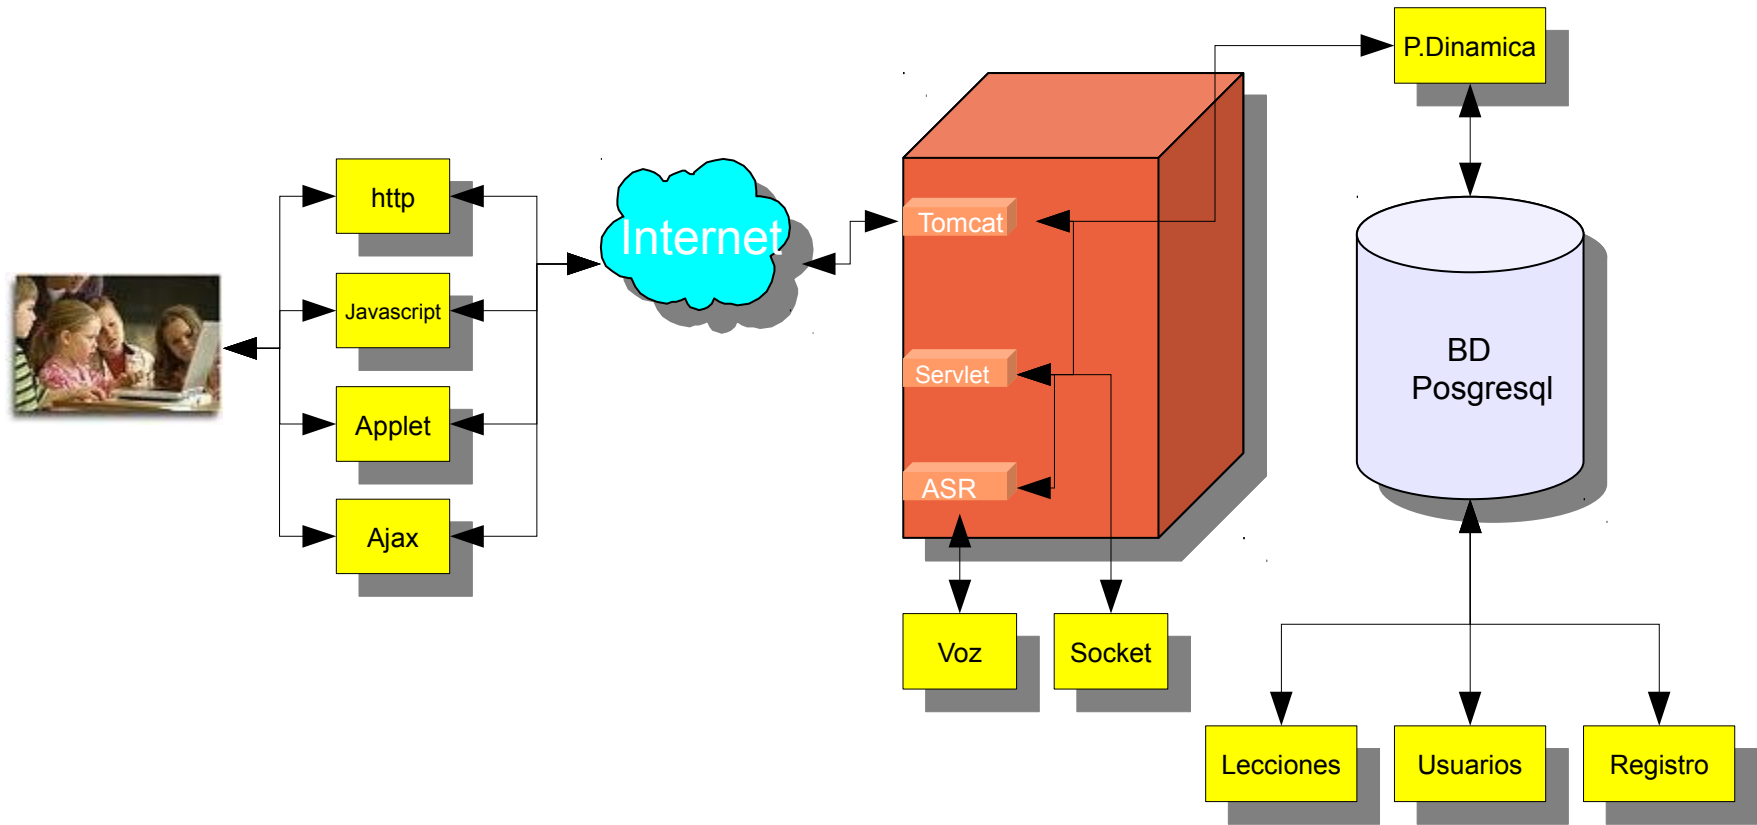 P.Dinamica
http
Internet
Tomcat
Javascript
Servlet
BD
Posgresql
Applet
ASR
Ajax
Voz
Socket
Lecciones
Usuarios
Registro